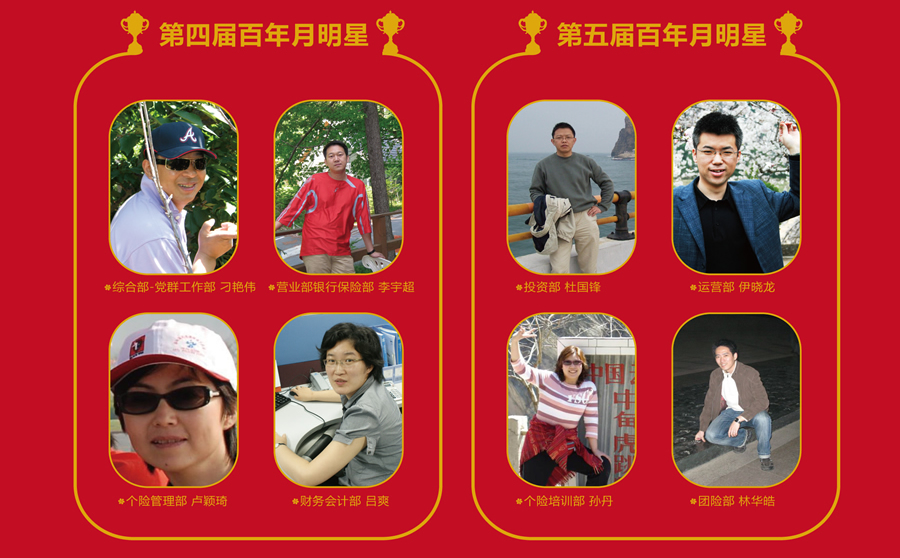 第四届百年月明星
第五届百年月明星
综合部-党群工作部 刁艳伟
营业部银行保险部 李宇超
投资部 杜国锋
运营部 伊晓龙
中国
中
虎
个险管理部 卢颖琦
财务会计部 吕爽
个险培训部 孙丹
团险部 林华皓